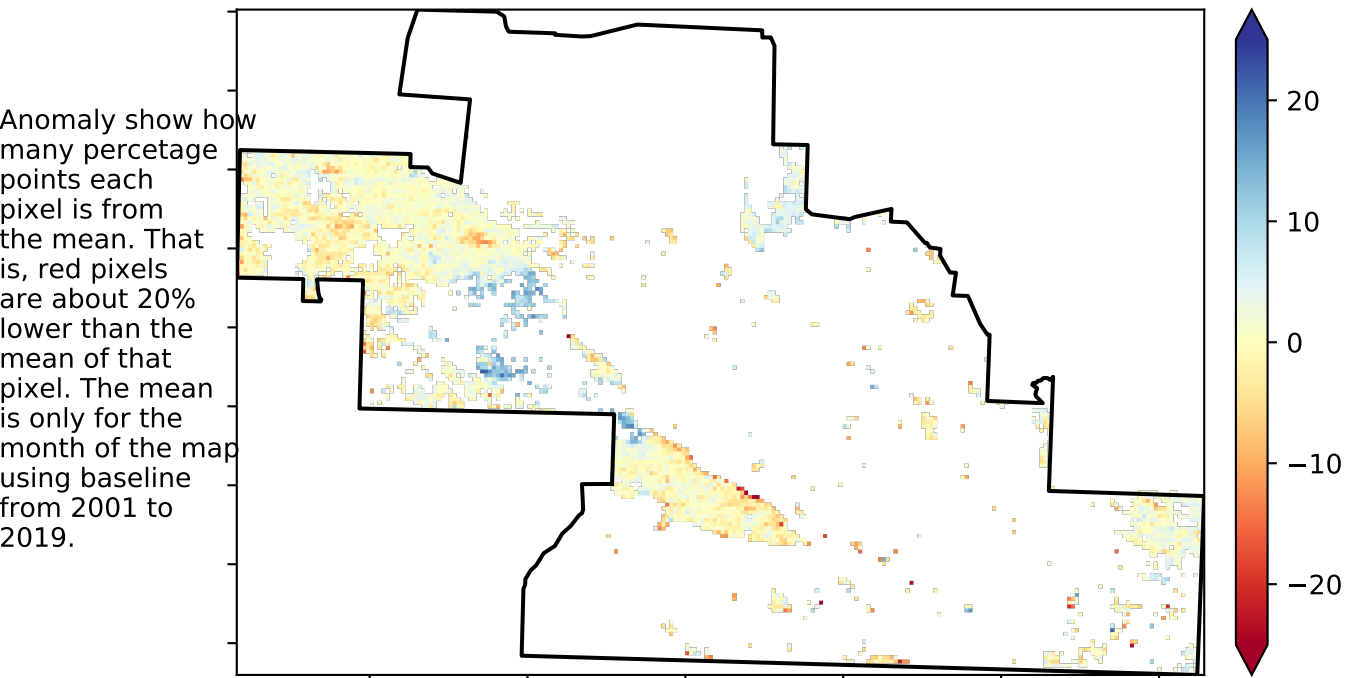 Anomaly show how
many percetage
points each
pixel is from
the mean. That
is, red pixels
are about 20%
lower than the
mean of that
pixel. The mean
is only for the
month of the map
using baseline
from 2001 to
2019.
20
10
0
−10
−20